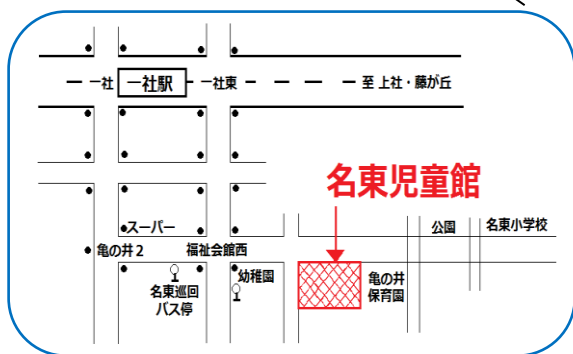 一社
一社駅
一社東
至 上社・藤が丘
名東児童館
スーパー
公園
名東小学校
亀の井2
福祉会館西
名東巡回
バス停
幼稚園
亀の井
保育園